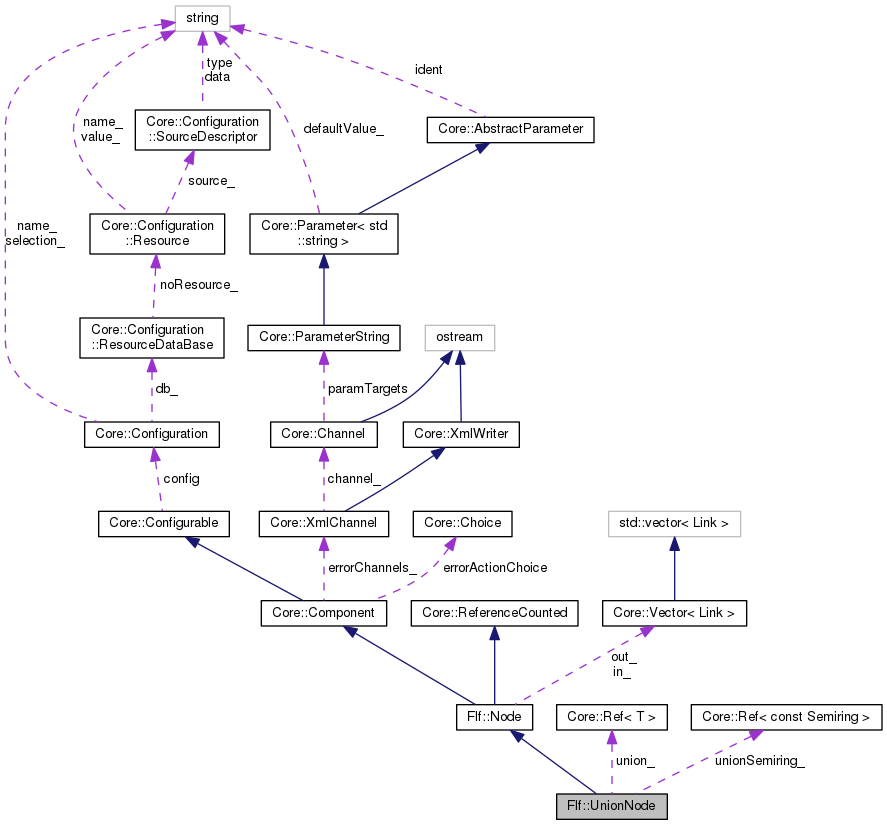 string
type
data
ident
name_
value_
Core::Configuration
::SourceDescriptor
defaultValue_
Core::AbstractParameter
source_
name_
selection_
Core::Configuration
::Resource
Core::Parameter< std
::string >
noResource_
Core::Configuration
::ResourceDataBase
Core::ParameterString
ostream
db_
paramTargets
Core::Configuration
Core::Channel
Core::XmlWriter
config
channel_
Core::Configurable
Core::XmlChannel
Core::Choice
std::vector< Link >
errorChannels_
errorActionChoice
Core::Component
Core::ReferenceCounted
Core::Vector< Link >
out_
in_
Flf::Node
Core::Ref< T >
Core::Ref< const Semiring >
union_
unionSemiring_
Flf::UnionNode